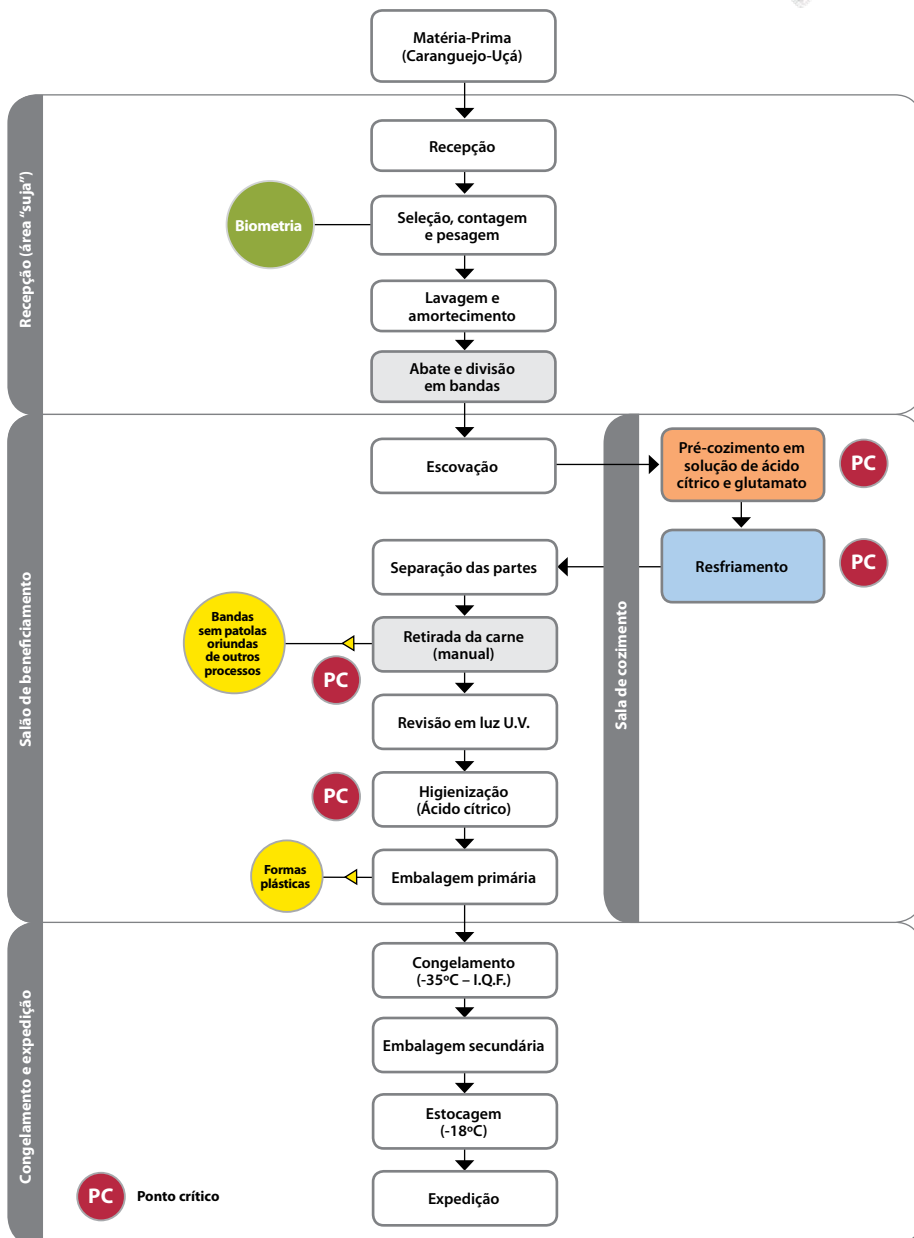 Matéria-Prima
(Caranguejo-Uçá)
Recepção (área “suja”)
Recepção
Biometria
Seleção, contagem
e pesagem
Lavagem e
amortecimento
Abate e divisão
em bandas
Salão de beneficiamento
Escovação
Sala de cozimento
Pré-cozimento em
solução de ácido
cítrico e glutamato
PC
Resfriamento
PC
Separação das partes
Bandas
sem patolas
oriundas
de outros
processos
Retirada da carne
(manual)
PC
Revisão em luz U.V.
PC
Higienização
(Ácido cítrico)
Formas
plásticas
Embalagem primária
Congelamento e expedição
Congelamento
(-35ºC – I.Q.F.)
Embalagem secundária
Estocagem
(-18ºC)
Expedição
PC Ponto crítico